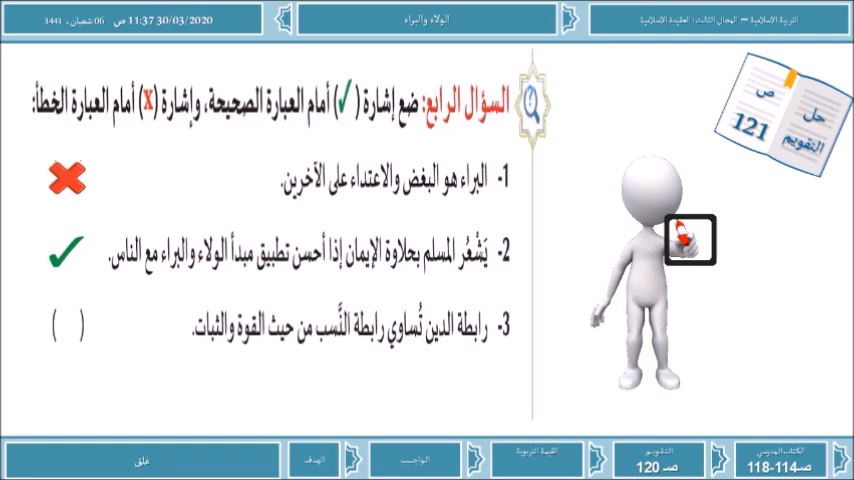 التربية الإسلامية – المجال الثالث: العقيدة الإسلامية
الولاء والبراء
30/03/2020 11:37 ص 06 شعبان، 1441
حل التقويم
ص 121
السؤال الرابع: ضع إشارة (✓) أمام العبارة الصحيحة، وإشارة (x) أمام العبارة الخطأ:
1- البراء هو البغض والاعتداء على الآخرين.
2- يَشْعُر المسلم بحلاوة الإيمان إذا أحسن تطبيق مبدأ الولاء والبراء مع الناس.
3- رابطة الدين تُساوي رابطة النَّسب من حيث القوة والثبات. ( )
الكتاب المدرسي
صـ114-118
التقويم
صـ 120
القيمة التربوية
الواجب
الهدف
غلق